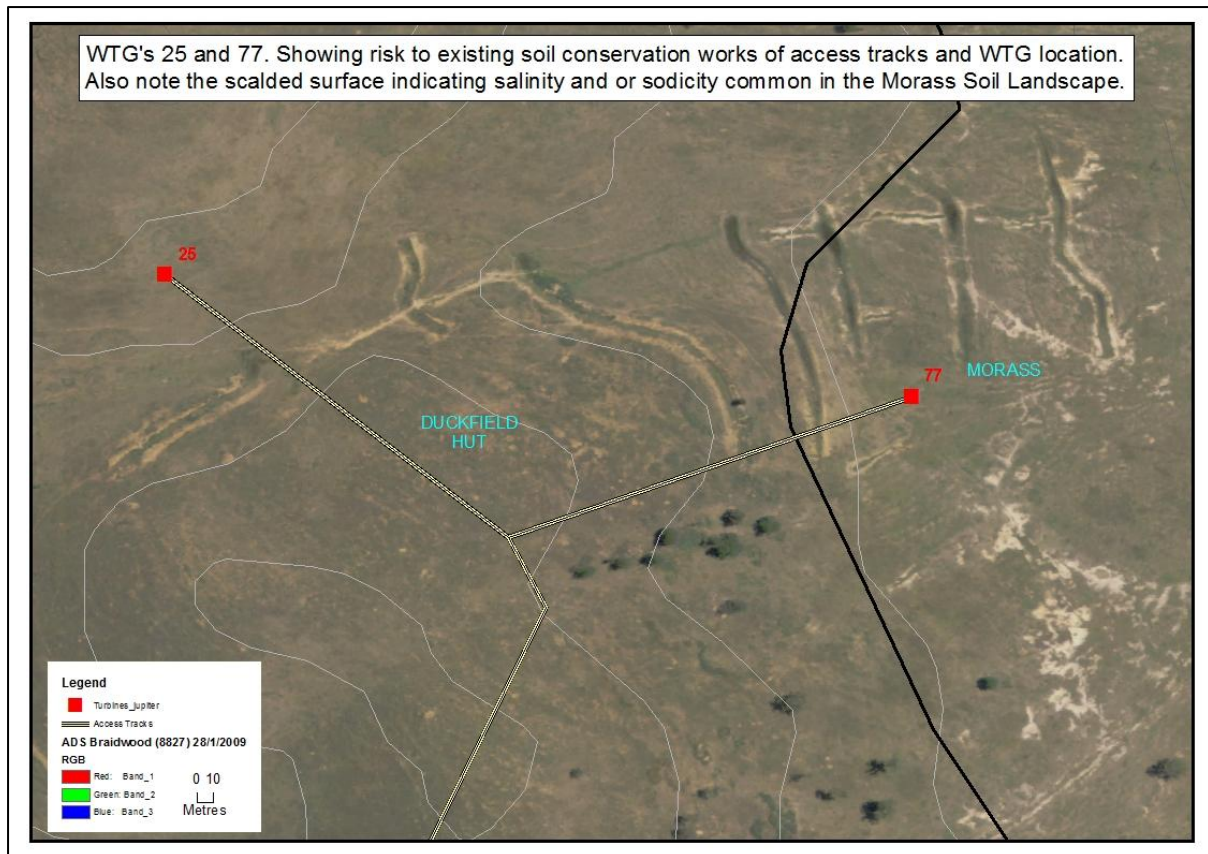 WTG's 25 and 77. Showing risk to existing soil conservation works of access tracks and WTG location.
Also note the scalded surface indicating salinity and or sodicity common in the Morass Soil Landscape.
25
77
MORASS
DUCKFIELD
HUT
Legend
Turbines_jupiter
Access Tracks
ADS Braidwood (8827) 28/1/2009
RGB
Red: Band_1
Green: Band_2
Blue: Band_3
0 10
Metres